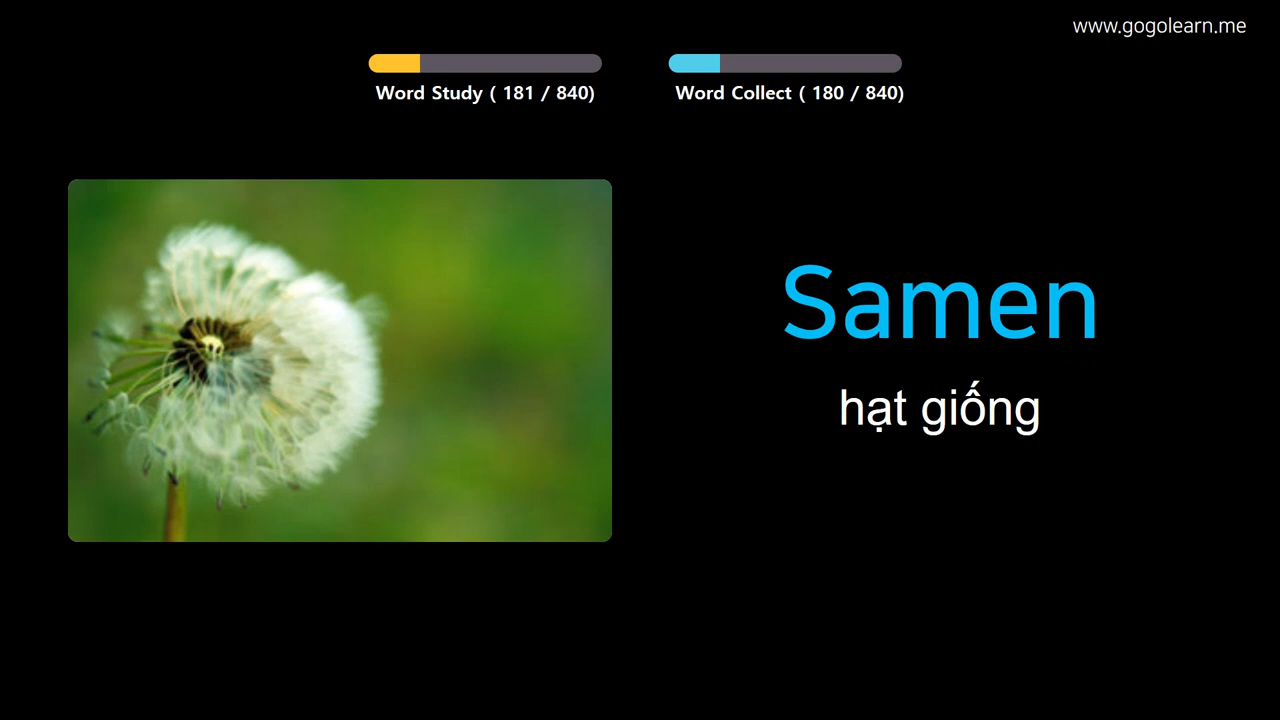 www.gogolearn.me
Word Study ( 181 / 840)
Word Collect ( 180 / 840)
Samen
hạt giống